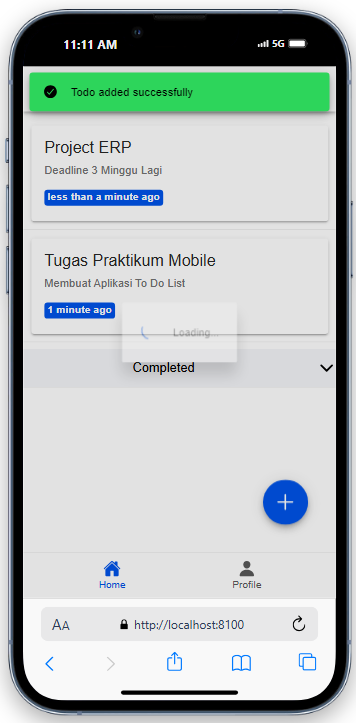 11:11 AM
5G
Todo added successfully
Project ERP
Deadline 3 Minggu Lagi
less than a minute ago
Tugas Praktikum Mobile
Membuat Aplikasi To Do List
1 minute ago
Loading...
Completed
Home
Profile
AA
http://localhost:8100